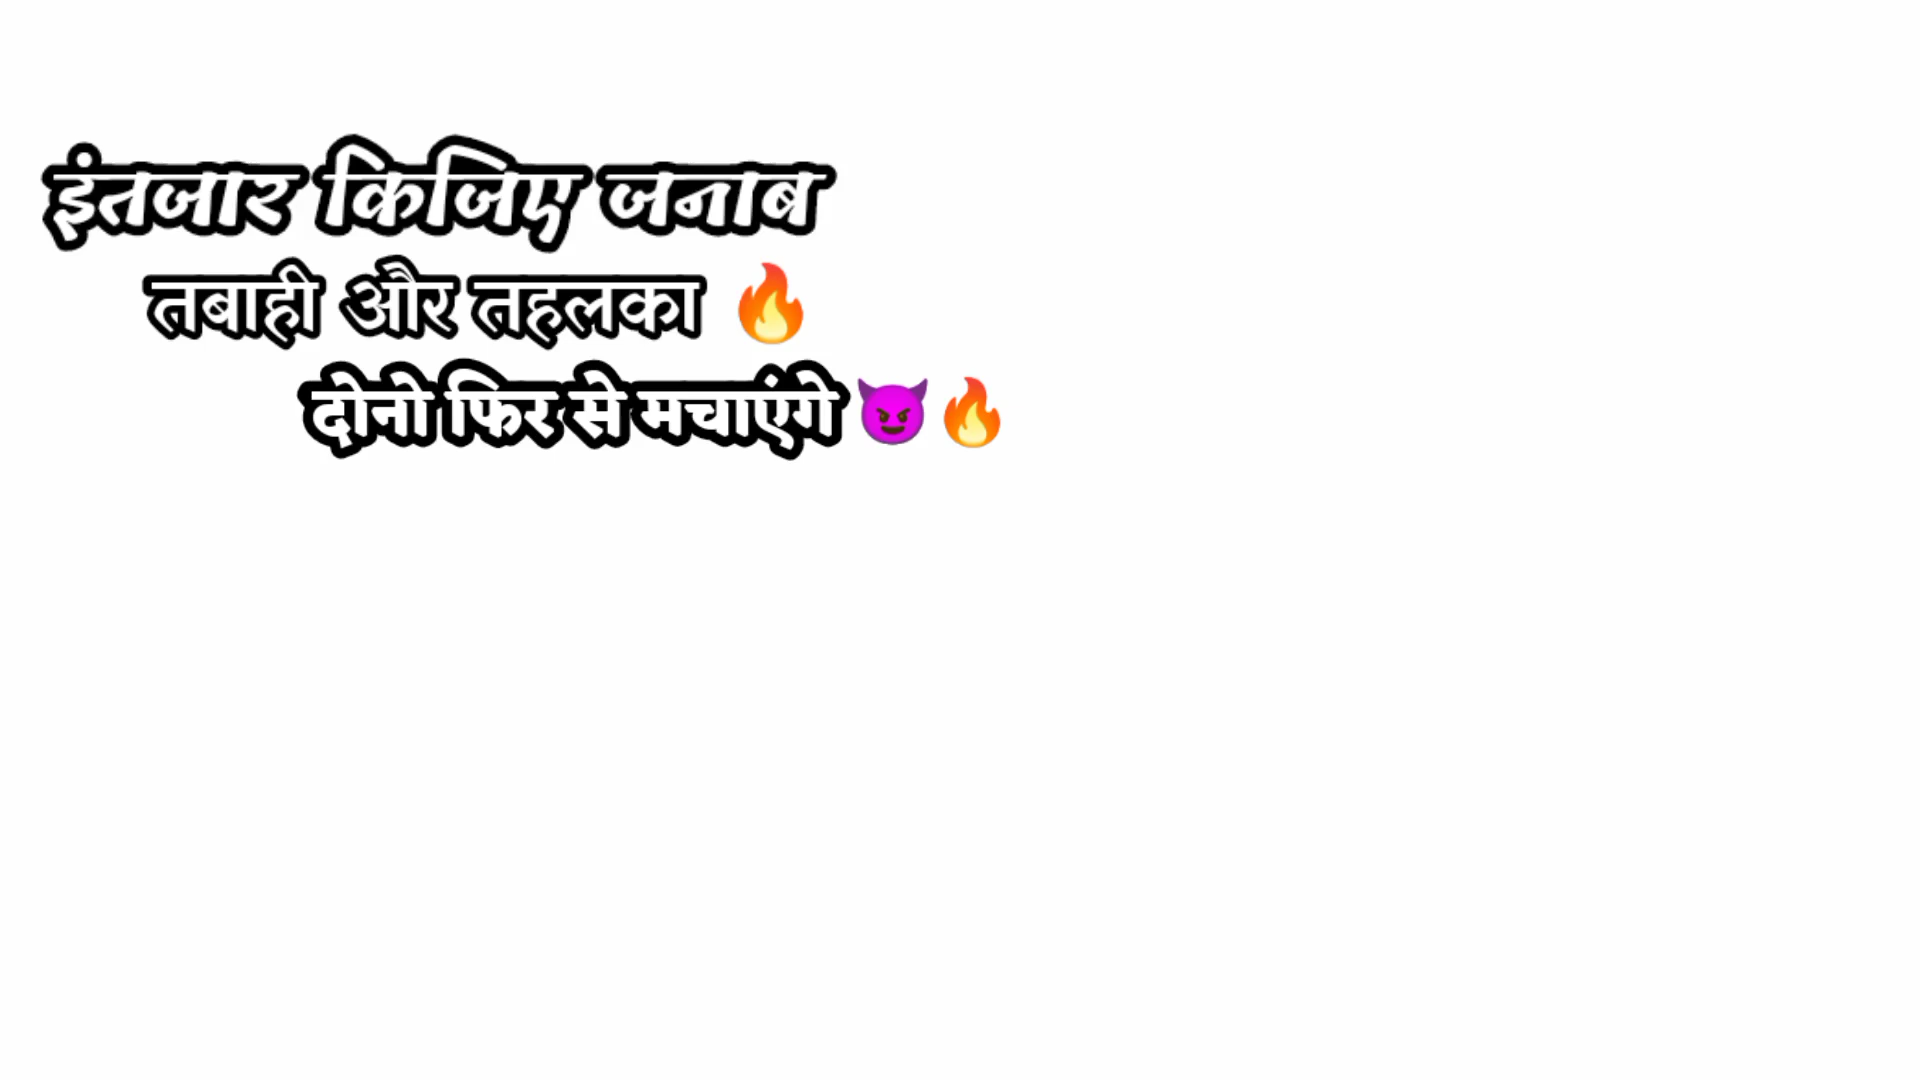 इंतजार किजिए जनाब
तबाही और तहलका 🔥
दोनो फिर से मचाएंगे 😈🔥